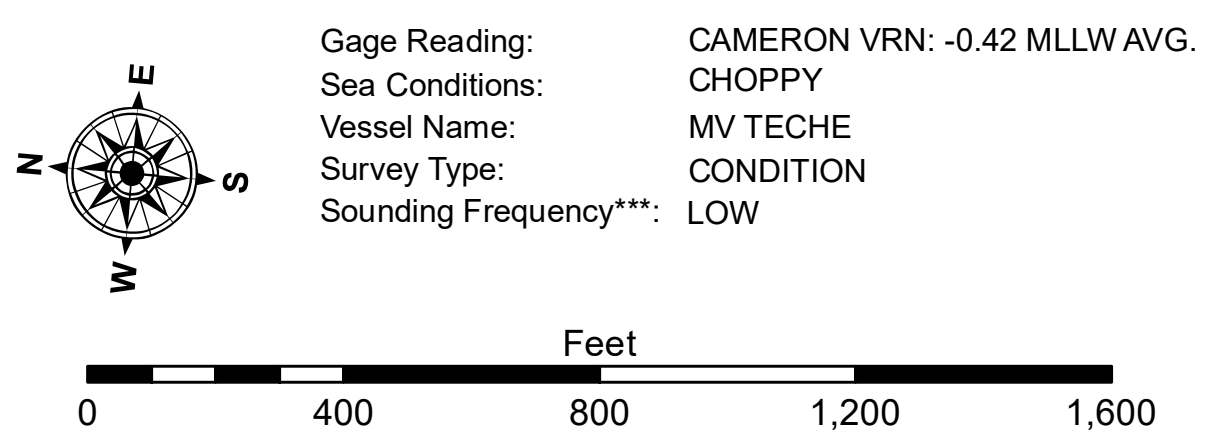 Gage Reading: CAMERON VRN: -0.42 MLLW AVG.
Sea Conditions: CHOPPY
Vessel Name: MV TECHE
Survey Type: CONDITION
Sounding Frequency***: LOW
E
N
S
W
Feet
0 400 800 1,200 1,600